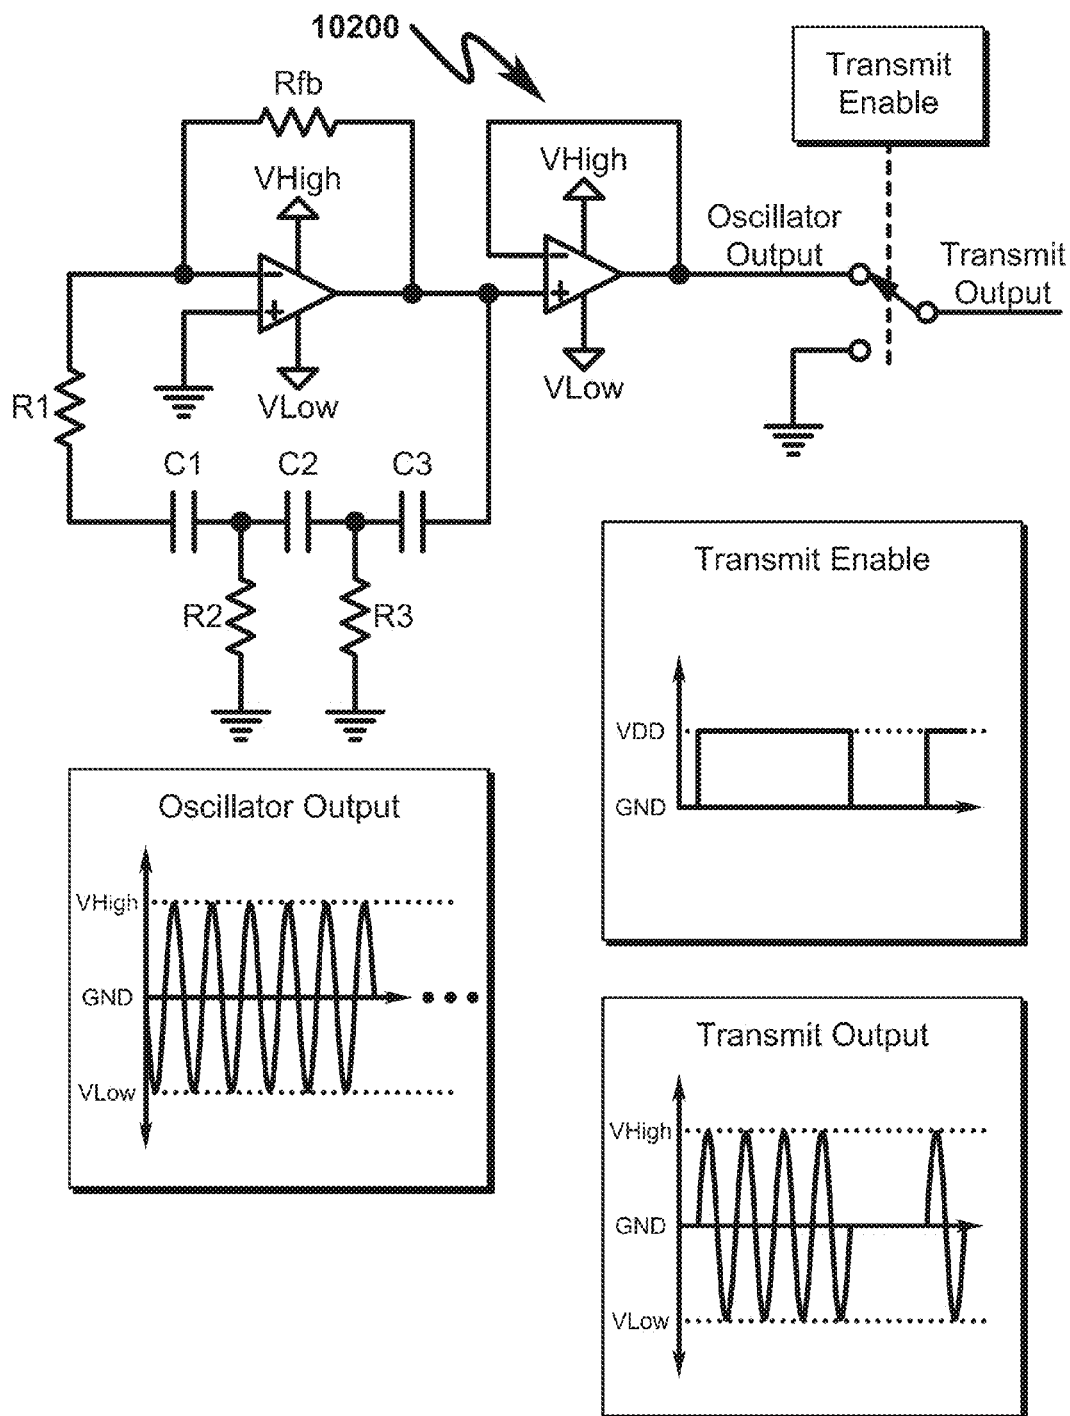 10200
Rfb
VHigh
VLow
R1
C1
C2
C3
R2
R3
VHigh
VLow
Oscillator
Output
Transmit
Enable
Transmit
Output
Transmit Enable
VDD
GND
Oscillator Output
VHigh
GND
VLow
Transmit Output
VHigh
GND
VLow